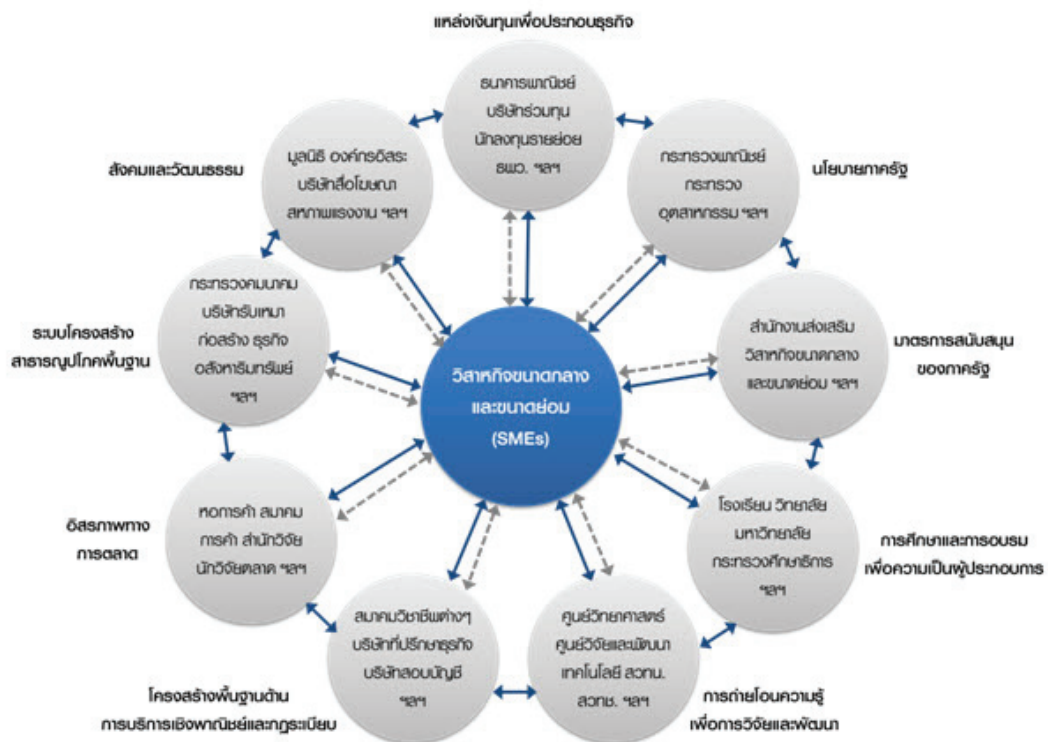 แหล่งเงินทุนเพื่อประกอบธุรกิจ
ธนาคารพาณิชย์
บริษัทร่วมทุน
นักลงทุนรายย่อย
ธพว. ฯลฯ
นโยบายภาครัฐ
กระทรวงพาณิชย์
กระทรวง
อุตสาหกรรม ฯลฯ
มาตรการสนับสนุน
ของภาครัฐ
สำนักงานส่งเสริม
วิสาหกิจขนาดกลาง
และขนาดย่อม ฯลฯ
การศึกษาและการอบรม
เพื่อความเป็นผู้ประกอบการ
โรงเรียน วิทยาลัย
มหาวิทยาลัย
กระทรวงศึกษาธิการ
ฯลฯ
การถ่ายโอนความรู้
เพื่อการวิจัยและพัฒนา
ศูนย์วิทยาศาสตร์
ศูนย์วิจัยและพัฒนา
เทคโนโลยี สวทน.
สวทช. ฯลฯ
โครงสร้างพื้นฐานด้าน
การบริการเชิงพาณิชย์และกฎระเบียบ
สมาคมวิชาชีพต่างๆ
บริษัทที่ปรึกษาธุรกิจ
บริษัทสอบบัญชี
ฯลฯ
อิสรภาพทาง
การตลาด
หอการค้า สมาคม
การค้า สำนักวิจัย
นักวิจัยตลาด ฯลฯ
ระบบโครงสร้าง
สาธารณูปโภคพื้นฐาน
กระทรวงคมนาคม
บริษัทรับเหมา
ก่อสร้าง ธุรกิจ
อสังหาริมทรัพย์
ฯลฯ
สังคมและวัฒนธรรม
มูลนิธิ องค์กรอิสระ
บริษัทสื่อโฆษณา
สหภาพแรงงาน ฯลฯ
วิสาหกิจขนาดกลาง
และขนาดย่อม
(SMEs)